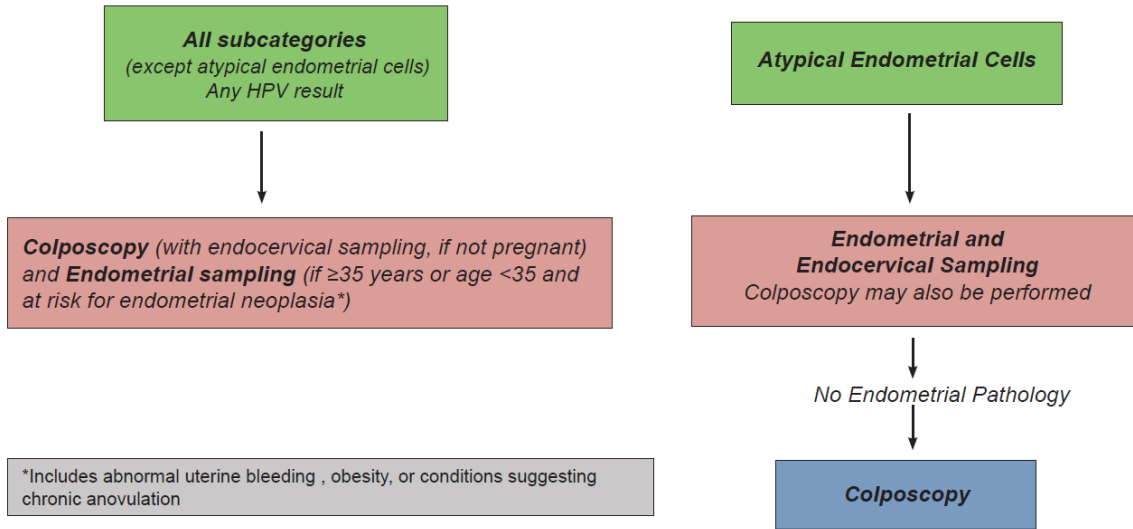 All subcategories
(except atypical endometrial cells)
Any HPV result
Atypical Endometrial Cells
Colposcopy (with endocervical sampling, if not pregnant)
and Endometrial sampling (if ≥35 years or age <35 and
at risk for endometrial neoplasia*)
Endometrial and
Endocervical Sampling
Colposcopy may also be performed
No Endometrial Pathology
*Includes abnormal uterine bleeding , obesity, or conditions suggesting
chronic anovulation
Colposcopy